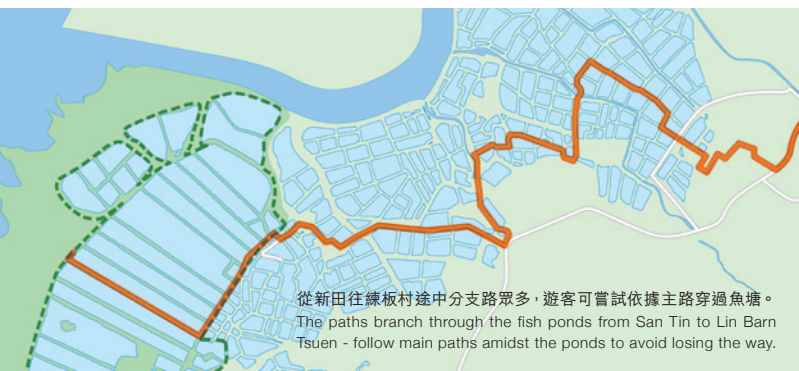 從新田往練板村途中分支路眾多，遊客可嘗試依據主路穿過魚塘。
The paths branch through the fish ponds from San Tin to Lin Barn
Tsuen - follow main paths amidst the ponds to avoid losing the way.